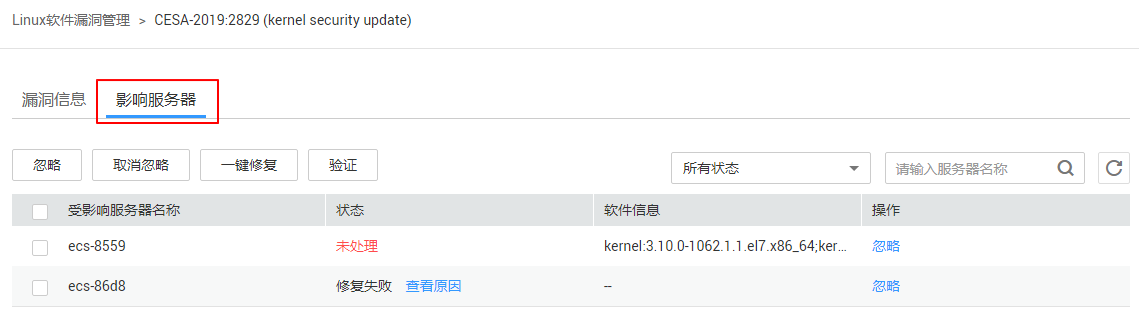 Linux软件漏洞管理 > CESA-2019:2829 (kernel security update)
漏洞信息 影响服务器
忽略 取消忽略 一键修复 验证 所有状态 请输入服务器名称
受影响服务器名称 状态 软件信息 操作
ecs-8559 未处理 kernel:3.10.0-1062.1.1.el7.x86_64;ker... 忽略
ecs-86d8 修复失败 查看原因 -- 忽略